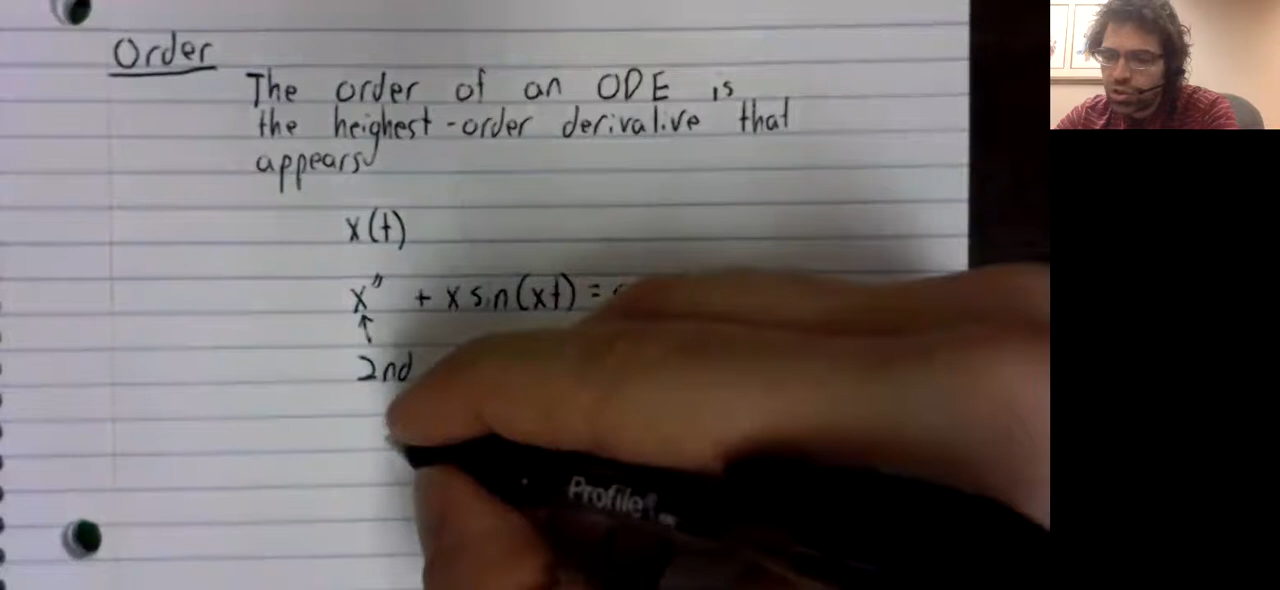 Order
The order of an ODE is
the heighest-order derivative that
appears
x(t)
x" + x sin(xt) =
2nd
Profile